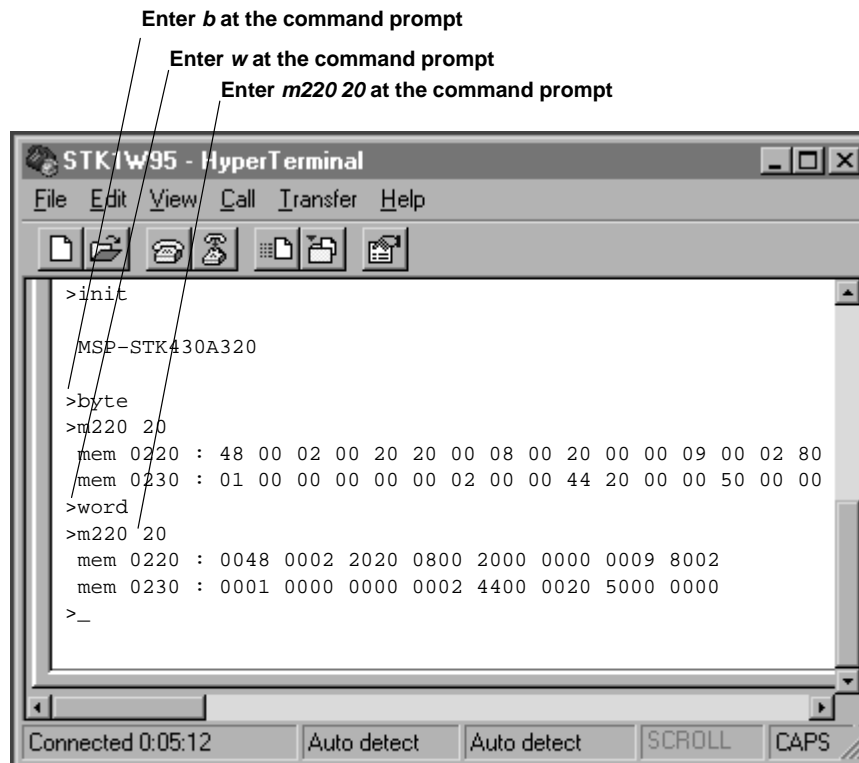 Enter b at the command prompt
Enter w at the command prompt
Enter m220 20 at the command prompt
STK1W95 - HyperTerminal
File Edit View Call Transfer Help
>init
MSP-STK430A320
>byte
>m220 20
mem 0220 : 48 00 02 00 20 20 00 08 00 20 00 00 09 00 02 80
mem 0230 : 01 00 00 00 00 00 02 00 00 44 20 00 00 50 00 00
>word
>m220 20
mem 0220 : 0048 0002 2020 0800 2000 0000 0009 8002
mem 0230 : 0001 0000 0000 0002 4400 0020 5000 0000
>_
Connected 0:05:12 Auto detect Auto detect SCROLL CAPS